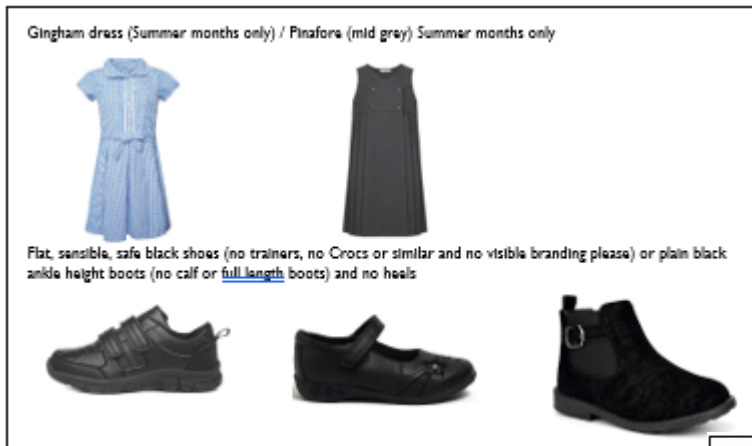 Gingham dress (Summer months only) / Pinafore (mid grey) Summer months only
Flat, sensible, safe black shoes (no trainers, no Crocs or similar and no visible branding please) or plain black
ankle height boots (no calf or full length boots) and no heels